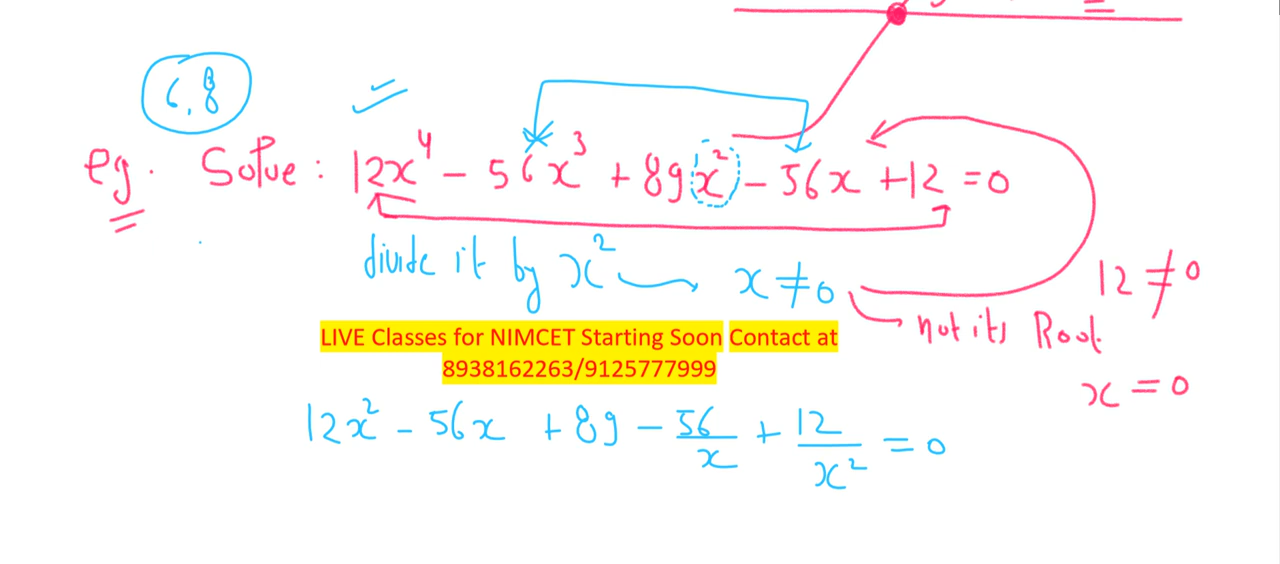 6, 8
eg. Solve : 12x⁴ - 56x³ + 89x² - 56x + 12 = 0
divide it by x² x ≠ 0
12 ≠ 0
not its Root
x = 0
LIVE Classes for NIMCET Starting Soon Contact at
8938162263/9125777999
12x² - 56x + 89 - 56/x + 12/x² = 0